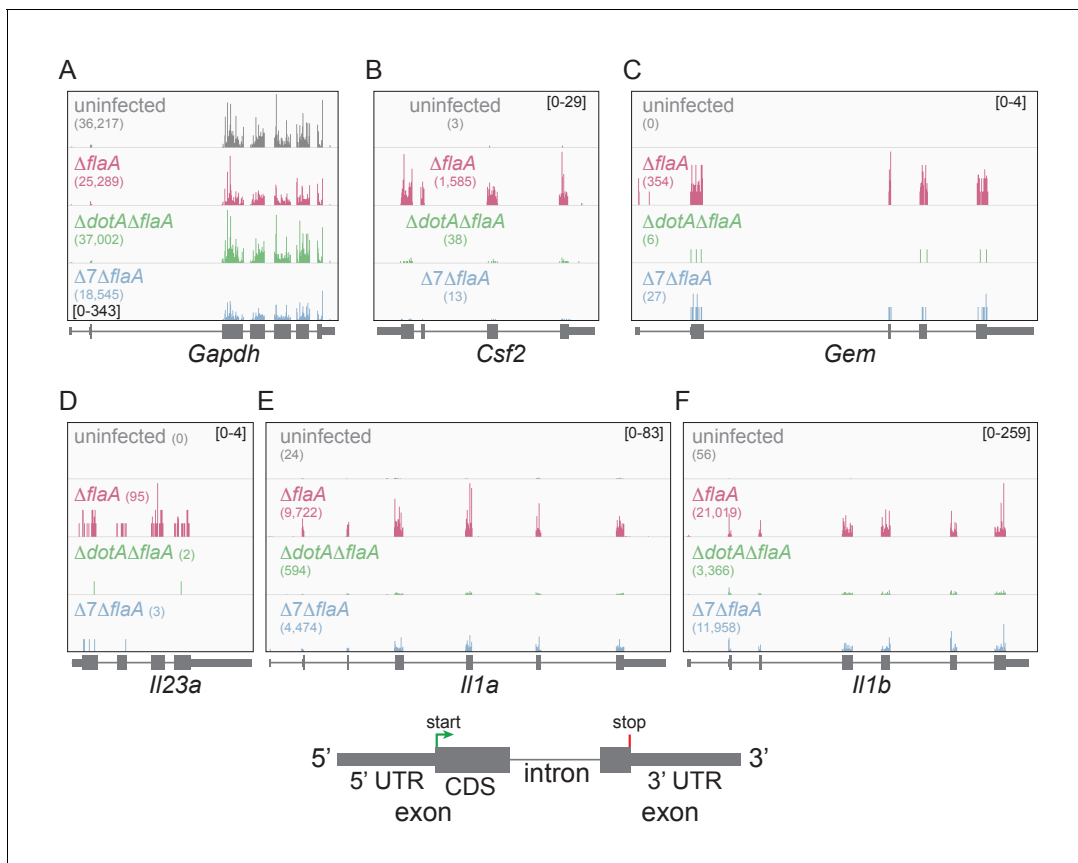 A
uninfected
(36,217)
ΔflaA
(25,289)
ΔdotAΔflaA
(37,002)
Δ7ΔflaA
(18,545)
[0-343]
Gapdh
B
uninfected
[0-29]
(3)
ΔflaA
(1,585)
ΔdotAΔflaA
(38)
Δ7ΔflaA
(13)
Csf2
C
uninfected
[0-4]
(0)
ΔflaA
(354)
ΔdotAΔflaA
(6)
Δ7ΔflaA
(27)
Gem
D
uninfected (0)
[0-4]
ΔflaA (95)
ΔdotAΔflaA (2)
Δ7ΔflaA (3)
Il23a
E
uninfected
[0-83]
(24)
ΔflaA
(9,722)
ΔdotAΔflaA
(594)
Δ7ΔflaA
(4,474)
Il1a
F
uninfected
[0-259]
(56)
ΔflaA
(21,019)
ΔdotAΔflaA
(3,366)
Δ7ΔflaA
(11,958)
Il1b
start
stop
5’
3’
5’ UTR
CDS
intron
3’ UTR
exon
exon